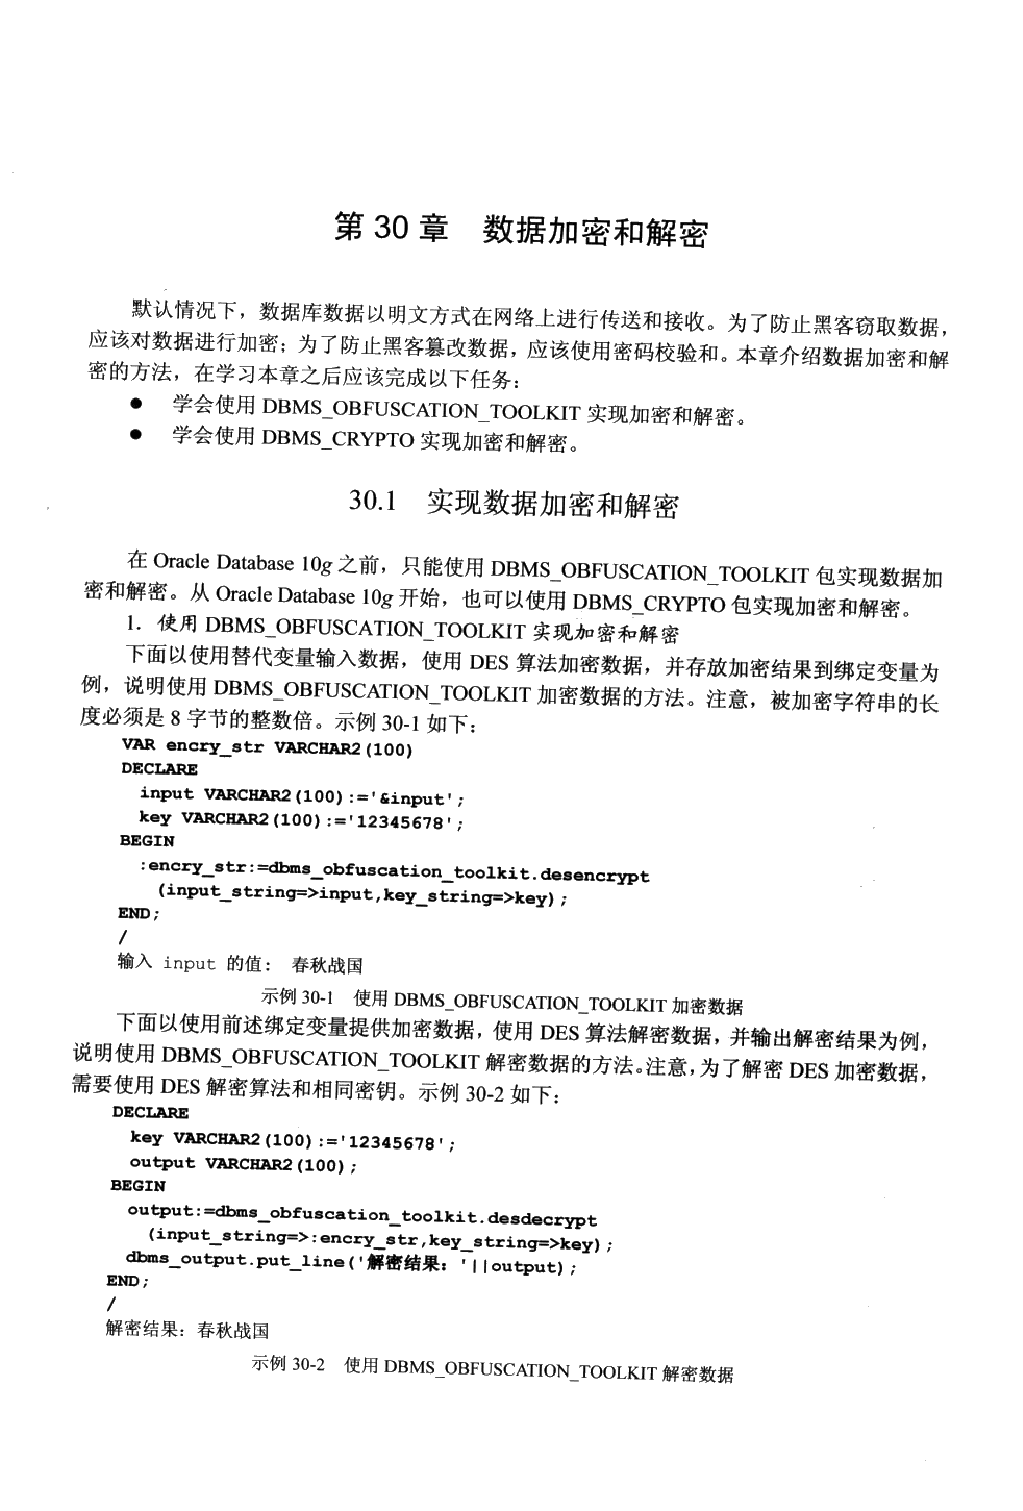 第 30 章 数据加密和解密
默认情况下，数据库数据以明文方式在网络上进行传送和接收。为了防止黑客窃取数据，
应该对数据进行加密；为了防止黑客篡改数据，应该使用密码校验和。本章介绍数据加密和解
密的方法，在学习本章之后应该完成以下任务：
● 学会使用 DBMS_OBFUSCATION_TOOLKIT 实现加密和解密。
● 学会使用 DBMS_CRYPTO 实现加密和解密。
30.1 实现数据加密和解密
在 Oracle Database 10g 之前，只能使用 DBMS_OBFUSCATION_TOOLKIT 包实现数据加
密和解密。从 Oracle Database 10g 开始，也可以使用 DBMS_CRYPTO 包实现加密和解密。
1．使用 DBMS_OBFUSCATION_TOOLKIT 实现加密和解密
下面以使用替代变量输入数据，使用 DES 算法加密数据，并存放加密结果到绑定变量为
例，说明使用 DBMS_OBFUSCATION_TOOLKIT 加密数据的方法。注意，被加密字符串的长
度必须是 8 字节的整数倍。示例 30-1 如下：
VAR encry_str VARCHAR2(100)
DECLARE
input VARCHAR2(100):='&input';
key VARCHAR2(100):='12345678';
BEGIN
:encry_str:=dbms_obfuscation_toolkit.desencrypt
(input_string=>input,key_string=>key);
END;
/
输入 input 的值： 春秋战国
示例 30-1 使用 DBMS_OBFUSCATION_TOOLKIT 加密数据
下面以使用前述绑定变量提供加密数据，使用 DES 算法解密数据，并输出解密结果为例，
说明使用 DBMS_OBFUSCATION_TOOLKIT 解密数据的方法。注意，为了解密 DES 加密数据，
需要使用 DES 解密算法和相同密钥。示例 30-2 如下：
DECLARE
key VARCHAR2(100):='12345678';
output VARCHAR2(100);
BEGIN
output:=dbms_obfuscation_toolkit.desdecrypt
(input_string=>:encry_str,key_string=>key);
dbms_output.put_line('解密结果：'||output);
END;
/
解密结果：春秋战国
示例 30-2 使用 DBMS_OBFUSCATION_TOOLKIT 解密数据